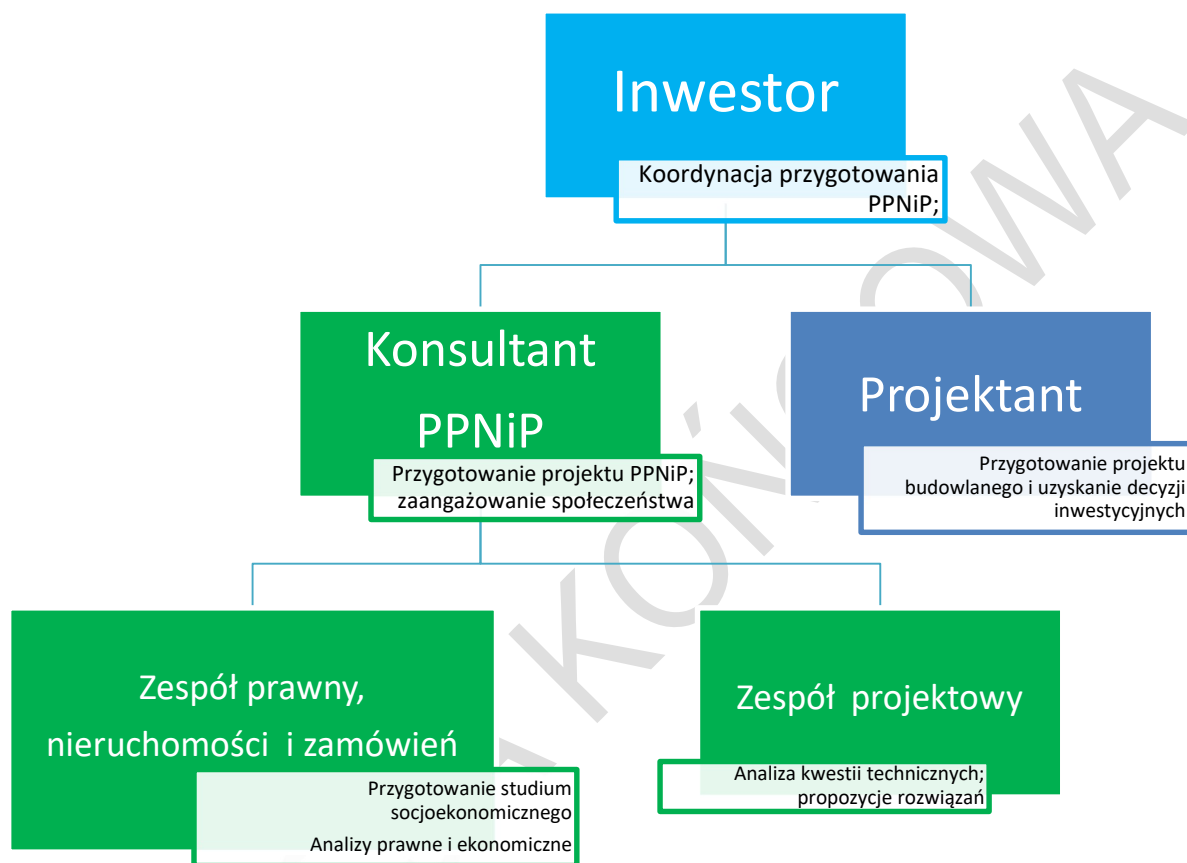 Inwestor
Koordynacja przygotowania
PPNiP;
Konsultant
PPNiP
Przygotowanie projektu PPNiP;
zaangażowanie społeczeństwa
Projektant
Przygotowanie projektu
budowlanego i uzyskanie decyzji
inwestycyjnych
Zespół prawny,
nieruchomości i zamówień
Przygotowanie studium
socjoekonomicznego
Analizy prawne i ekonomiczne
Zespół projektowy
Analiza kwestii technicznych;
propozycje rozwiązań